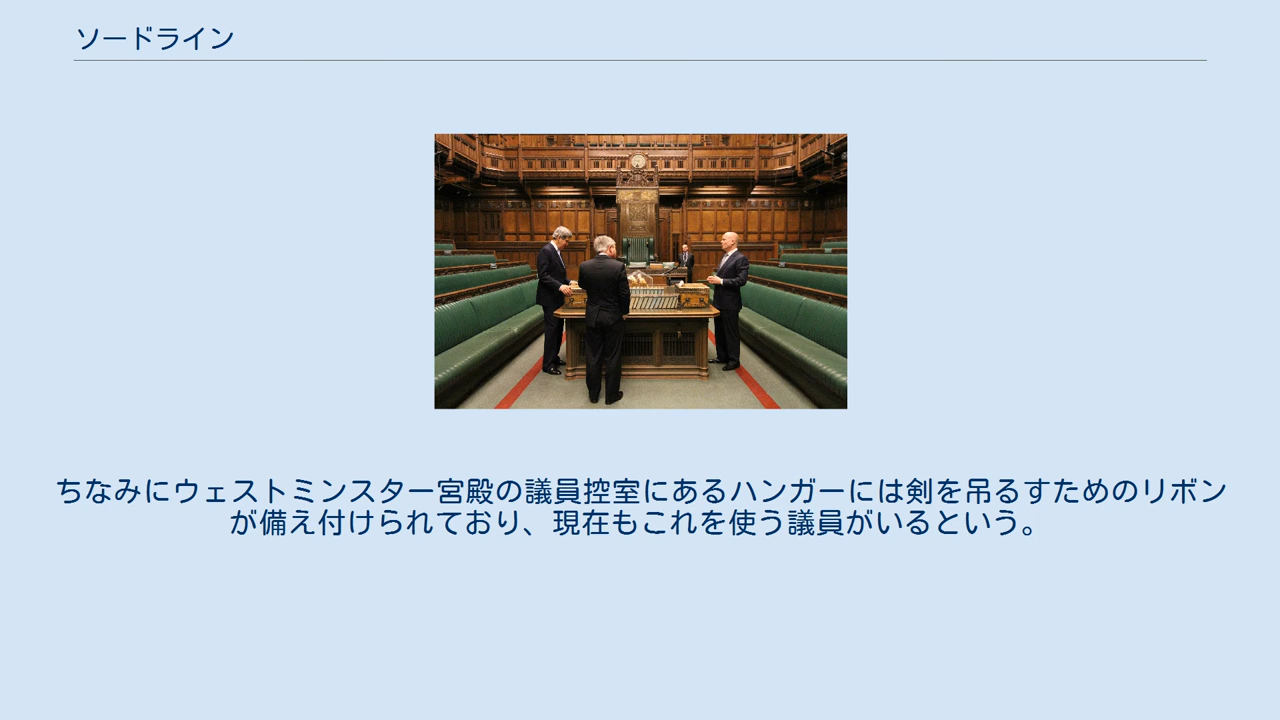 ソードライン
ちなみにウェストミンスター宮殿の議員控室にあるハンガーには剣を吊るすためのリボン
が備え付けられており、現在もこれを使う議員がいるという。